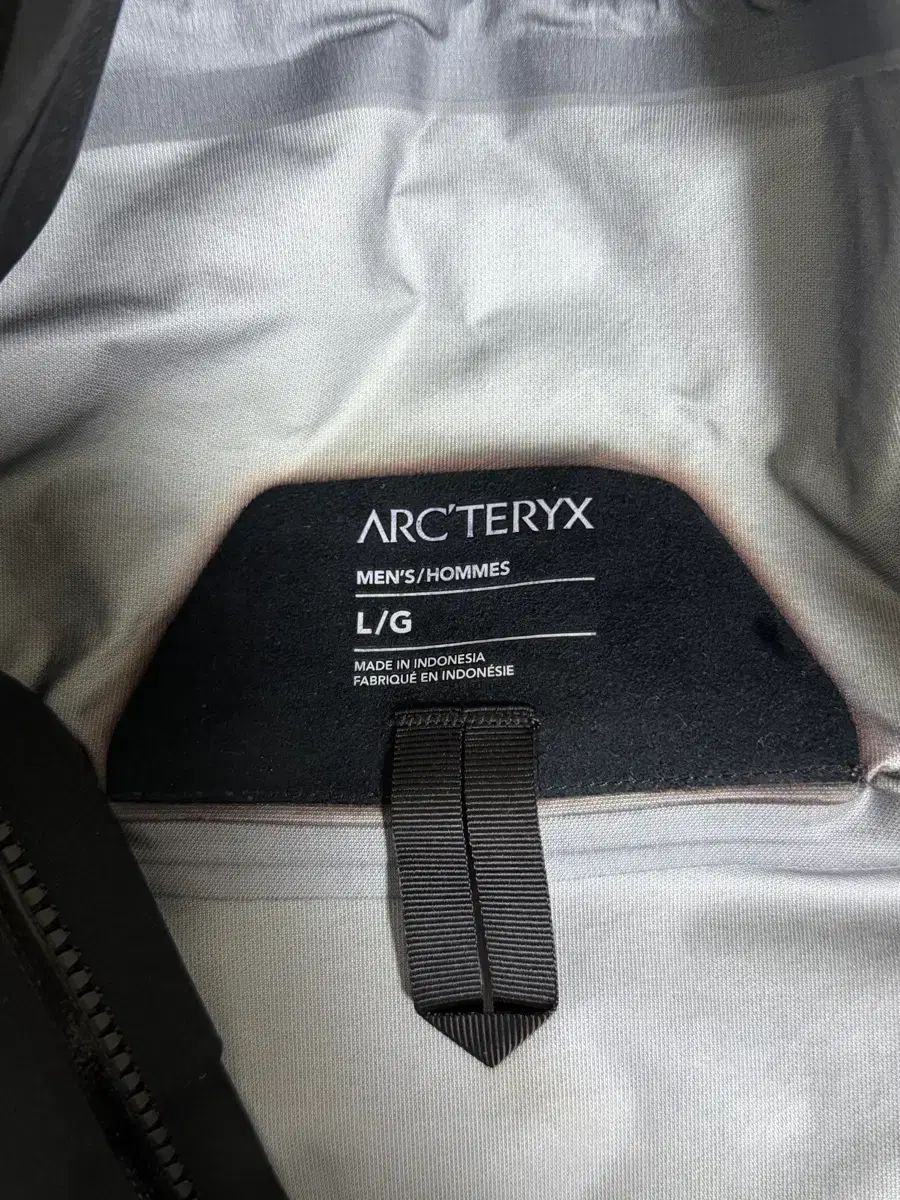 ARC'TERYX
MEN'S/HOMMES
L/G
MADE IN INDONESIA
FABRIQUÉ EN INDONÉSIE